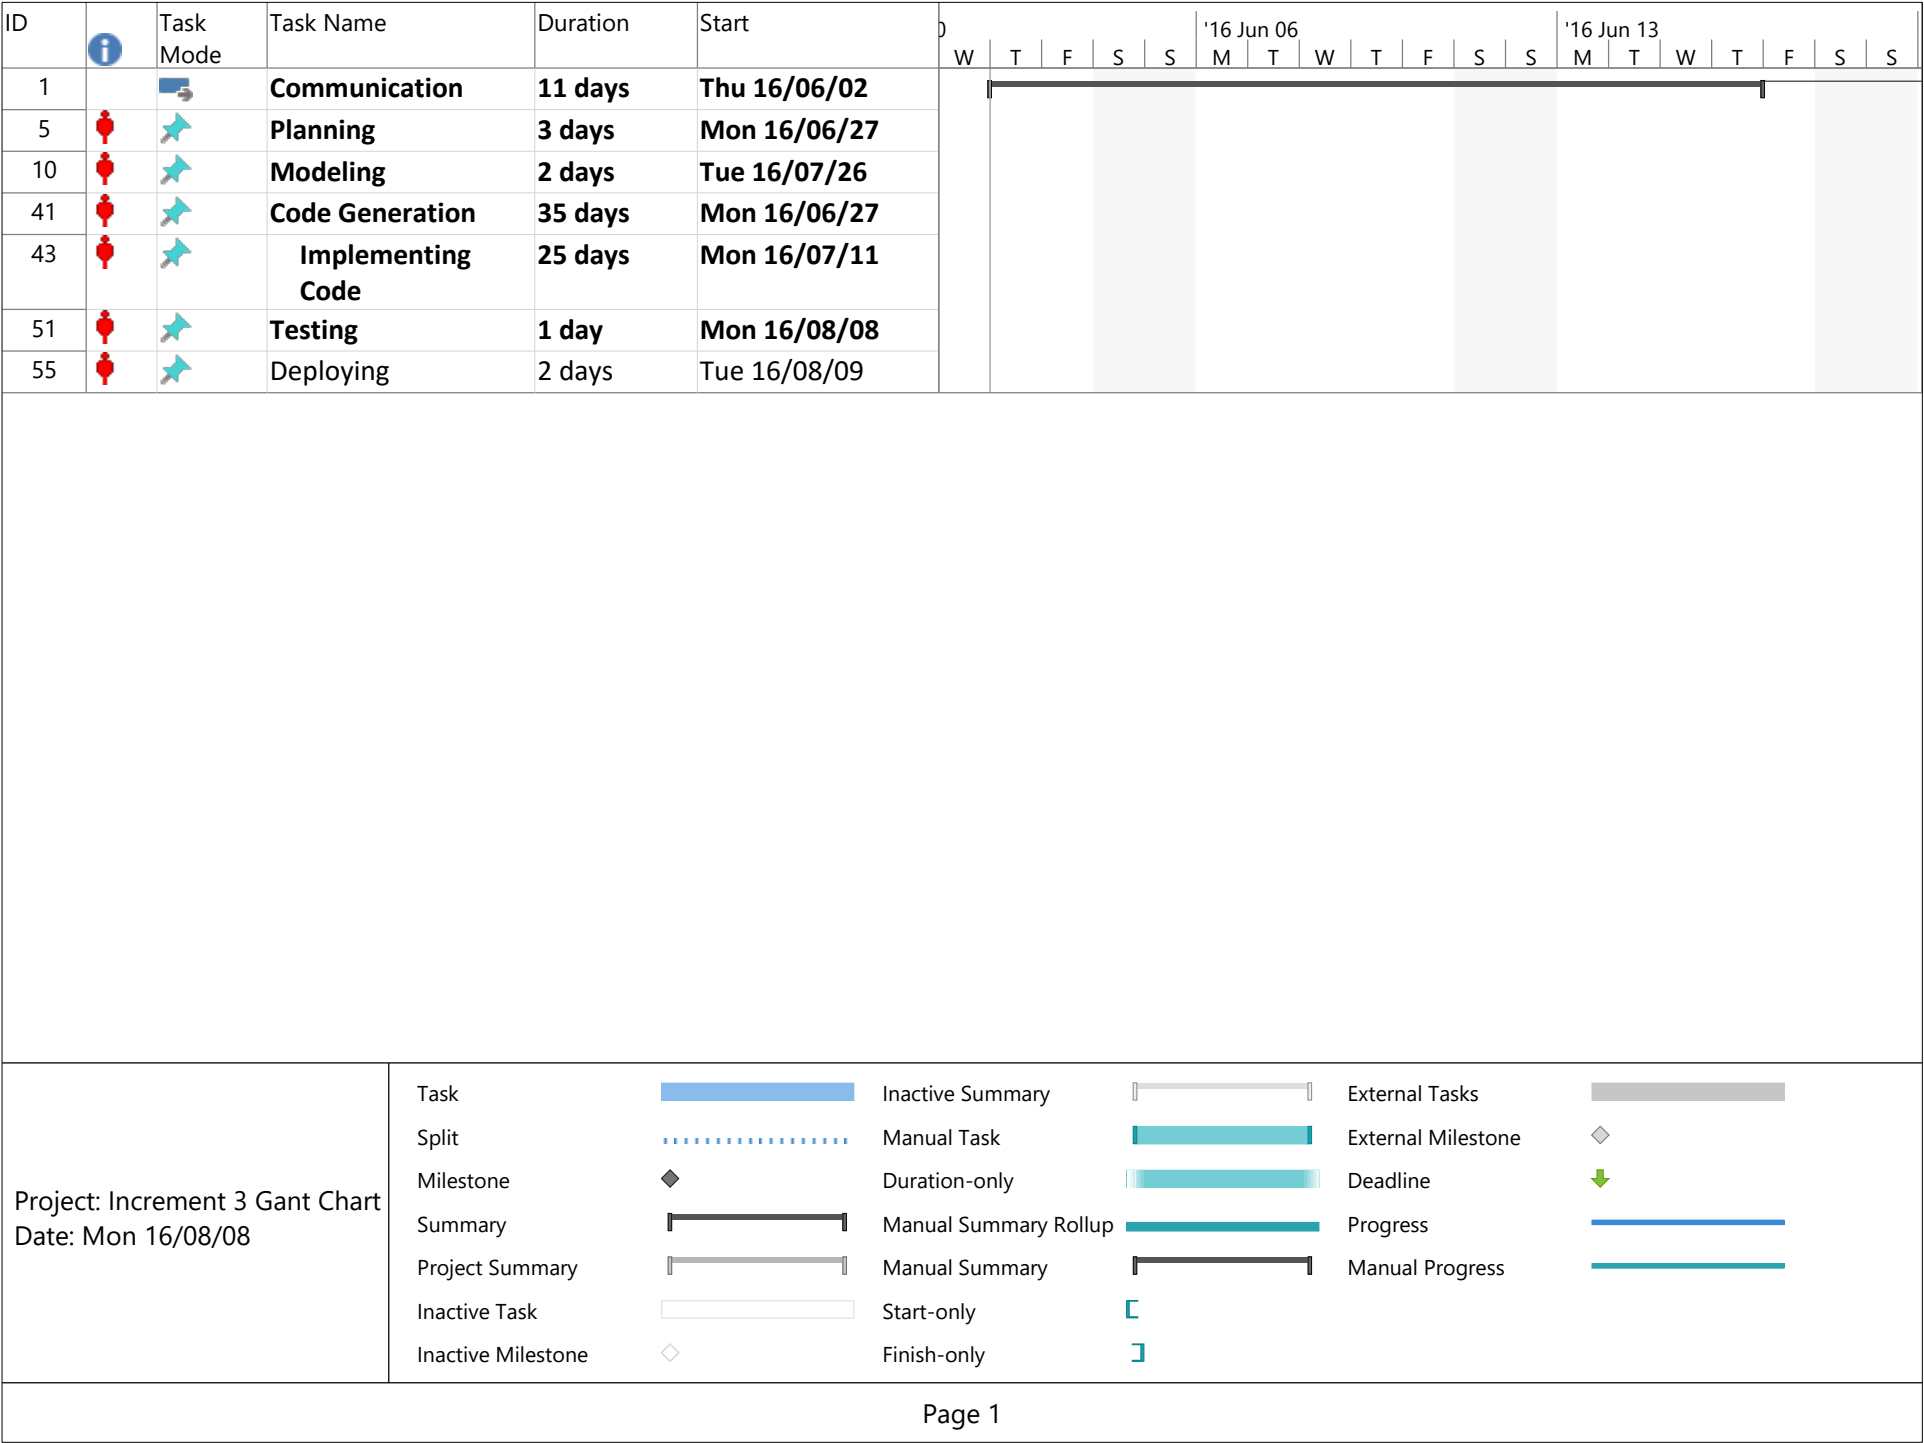 ID Task Mode Task Name Duration Start 0 '16 Jun 06 '16 Jun 13
W T F S S M T W T F S S M T W T F S S
1 Communication 11 days Thu 16/06/02
5 Planning 3 days Mon 16/06/27
10 Modeling 2 days Tue 16/07/26
41 Code Generation 35 days Mon 16/06/27
43 Implementing Code 25 days Mon 16/07/11
51 Testing 1 day Mon 16/08/08
55 Deploying 2 days Tue 16/08/09
Project: Increment 3 Gant Chart
Date: Mon 16/08/08
Task
Split
Milestone
Summary
Project Summary
Inactive Task
Inactive Milestone
Inactive Summary
Manual Task
Duration-only
Manual Summary Rollup
Manual Summary
Start-only
Finish-only
External Tasks
External Milestone
Deadline
Progress
Manual Progress
Page 1